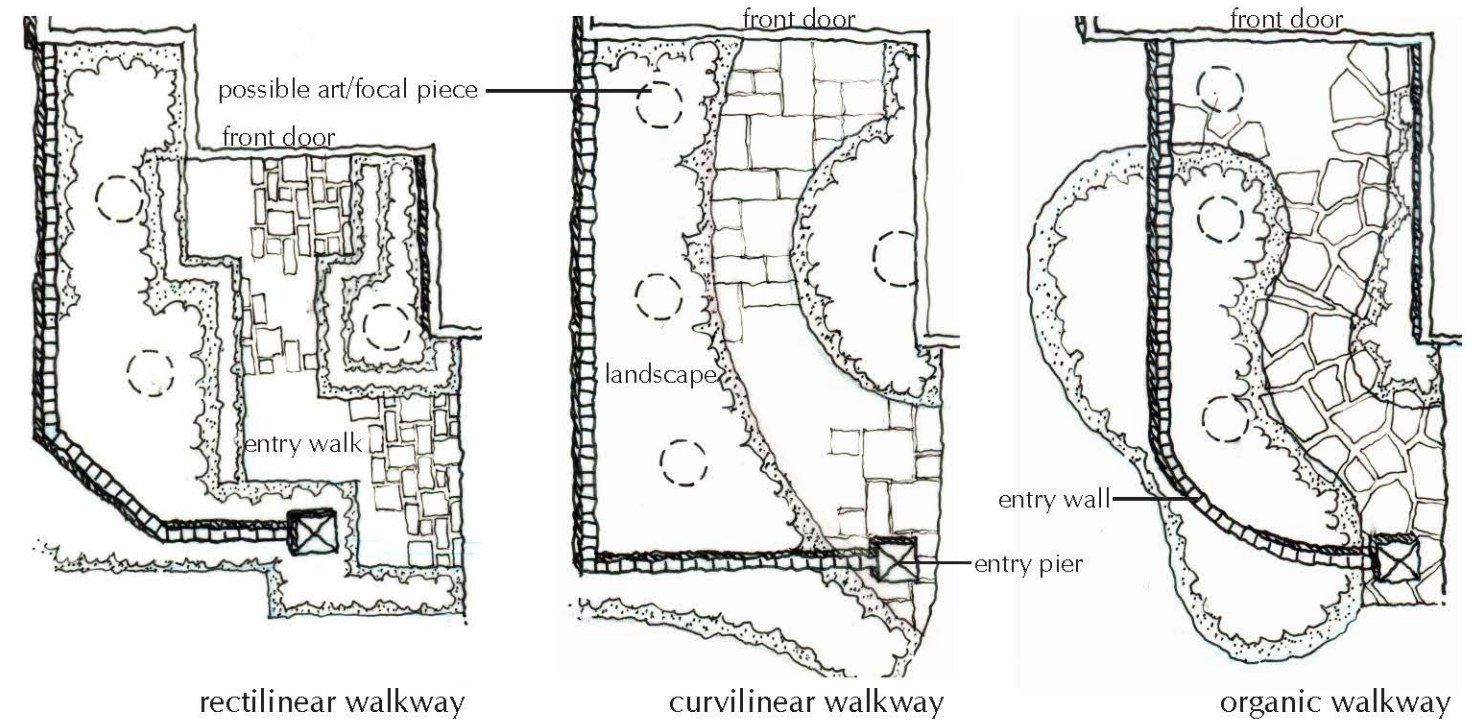 front door
front door
possible art/focal piece
front door
landscape
entry walk
entry wall
entry pier
rectilinear walkway
curvilinear walkway
organic walkway